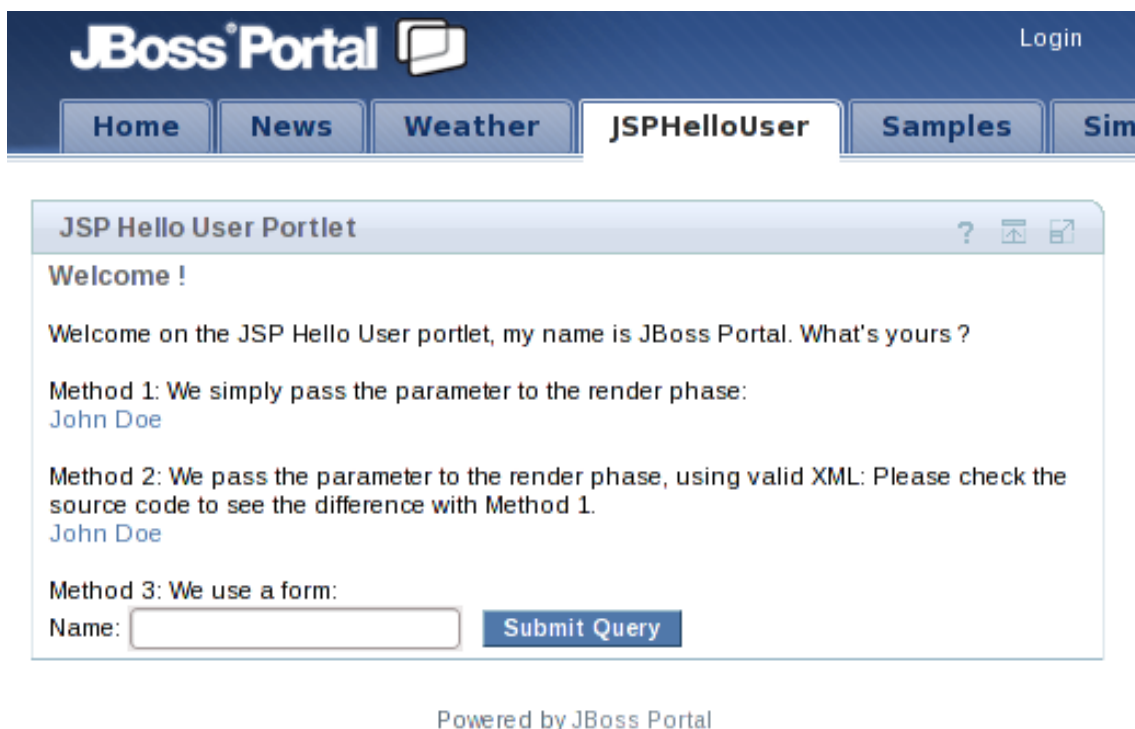 JBoss®Portal
Login
Home News Weather JSPHelloUser Samples Sim
JSP Hello User Portlet ?
Welcome !
Welcome on the JSP Hello User portlet, my name is JBoss Portal. What's yours ?
Method 1: We simply pass the parameter to the render phase:
John Doe
Method 2: We pass the parameter to the render phase, using valid XML: Please check the
source code to see the difference with Method 1.
John Doe
Method 3: We use a form:
Name: Submit Query
Powered by JBoss Portal